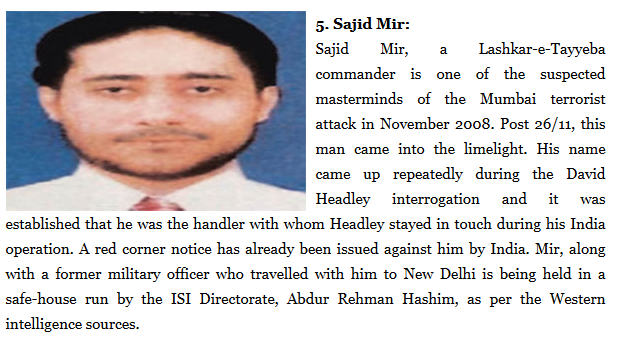 5. Sajid Mir:
Sajid Mir, a Lashkar-e-Tayyeba
commander is one of the suspected
masterminds of the Mumbai terrorist
attack in November 2008. Post 26/11, this
man came into the limelight. His name
came up repeatedly during the David
Headley interrogation and it was
established that he was the handler with whom Headley stayed in touch during his India
operation. A red corner notice has already been issued against him by India. Mir, along
with a former military officer who travelled with him to New Delhi is being held in a
safe-house run by the ISI Directorate, Abdur Rehman Hashim, as per the Western
intelligence sources.